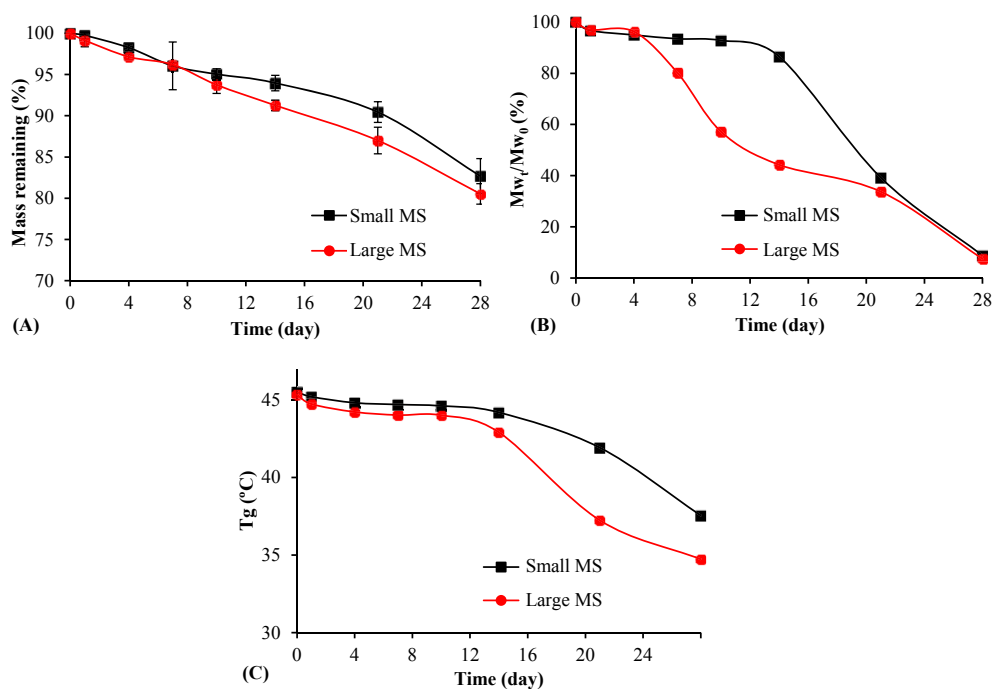 100
95
90
85
80
75
70
Mass remaining (%)
Small MS
Large MS
0 4 8 12 16 20 24 28
Time (day)
(A)
100
80
60
40
20
0
Mwt/Mw0 (%)
Small MS
Large MS
0 4 8 12 16 20 24 28
Time (day)
(B)
45
40
35
30
Tg (ºC)
Small MS
Large MS
0 4 8 12 16 20 24 28
Time (day)
(C)